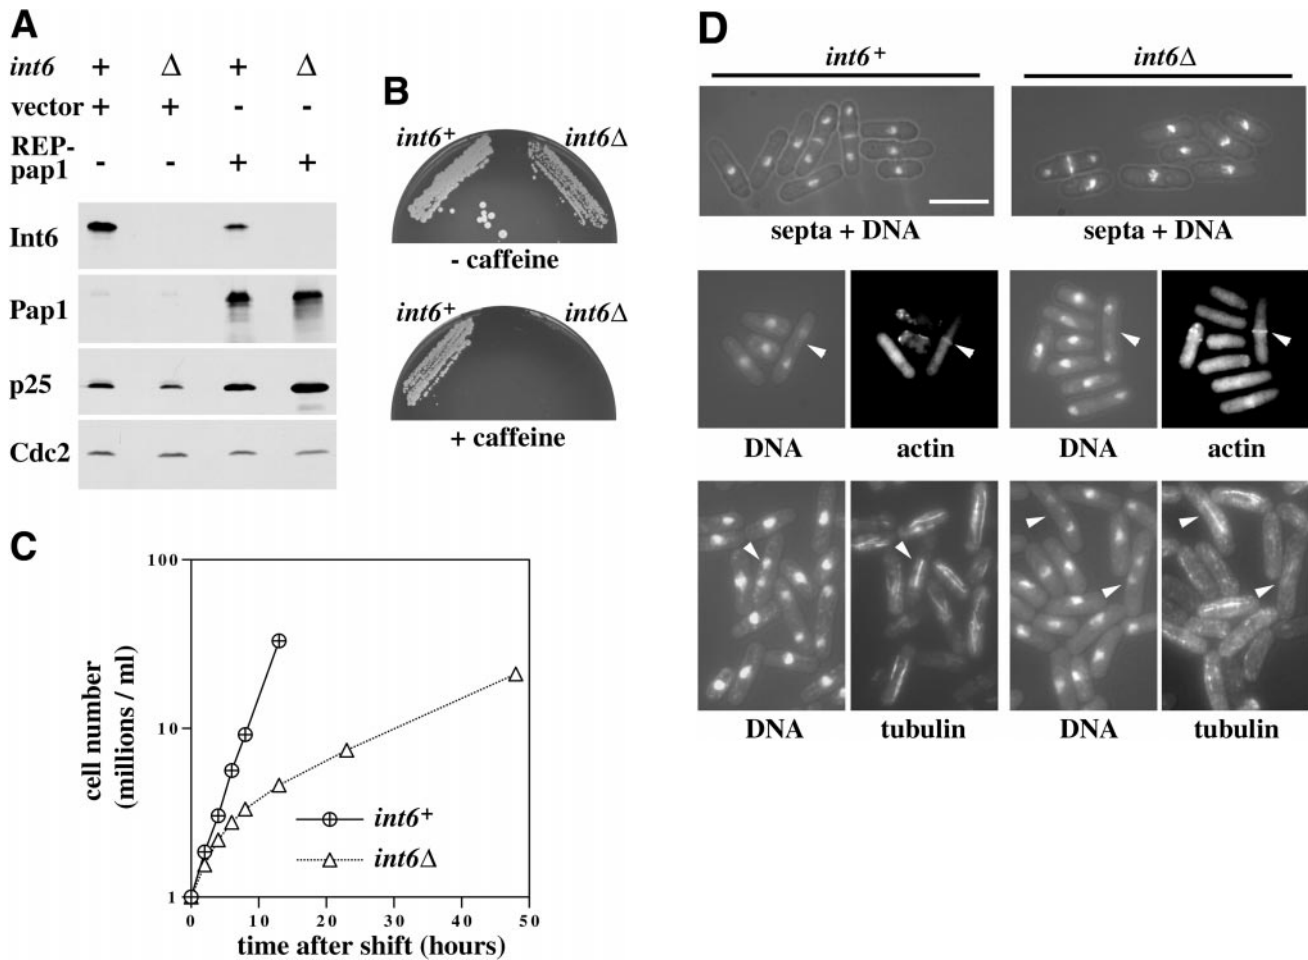 A
int6 + Δ + Δ
vector + + - -
REP-
pap1 - - + +
Int6
Pap1
p25
Cdc2
B
int6+ int6Δ
- caffeine
int6+ int6Δ
+ caffeine
C
100
10
1
cell number
(millions / ml)
int6+
int6Δ
0 10 20 30 40 50
time after shift (hours)
D
int6+ int6Δ
septa + DNA septa + DNA
DNA actin DNA actin
DNA tubulin DNA tubulin